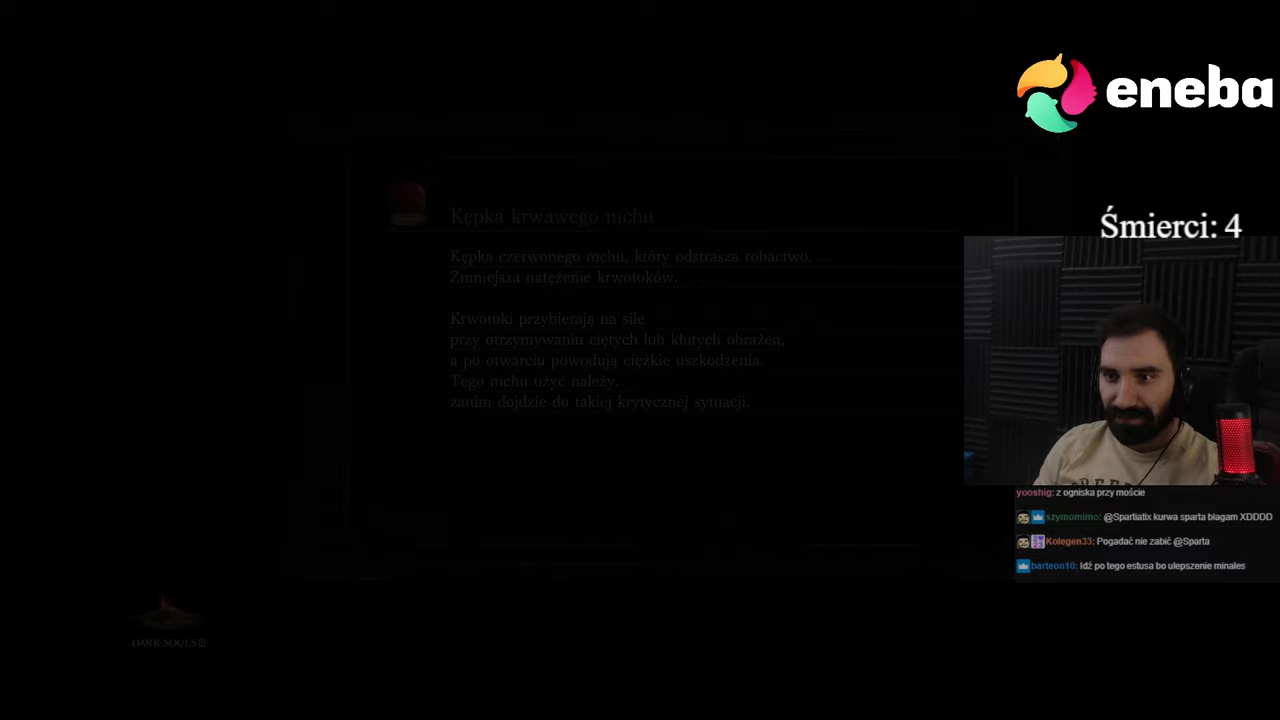 eneba
Śmierci: 4
Kępka krwawego mchu
Kępka czerwonego mchu, który odstrasza robactwo.
Zmniejsza natężenie krwotoków.
Krwotoki przybierają na sile
przy otrzymywaniu ciętych lub kłutych obrażeń,
a po otwarciu powodują ciężkie uszkodzenia.
Tego mchu użyć należy,
zanim dojdzie do takiej krytycznej sytuacji.
yooshig: z ogniska przy moście
szymomimo: @Spartiatix kurwa sparta błagam XDDDD
Kolegen33: Pogadać nie zabić @Sparta
barteon10: Idź po tego estusa bo ulepszenie minales
DARK SOULS III